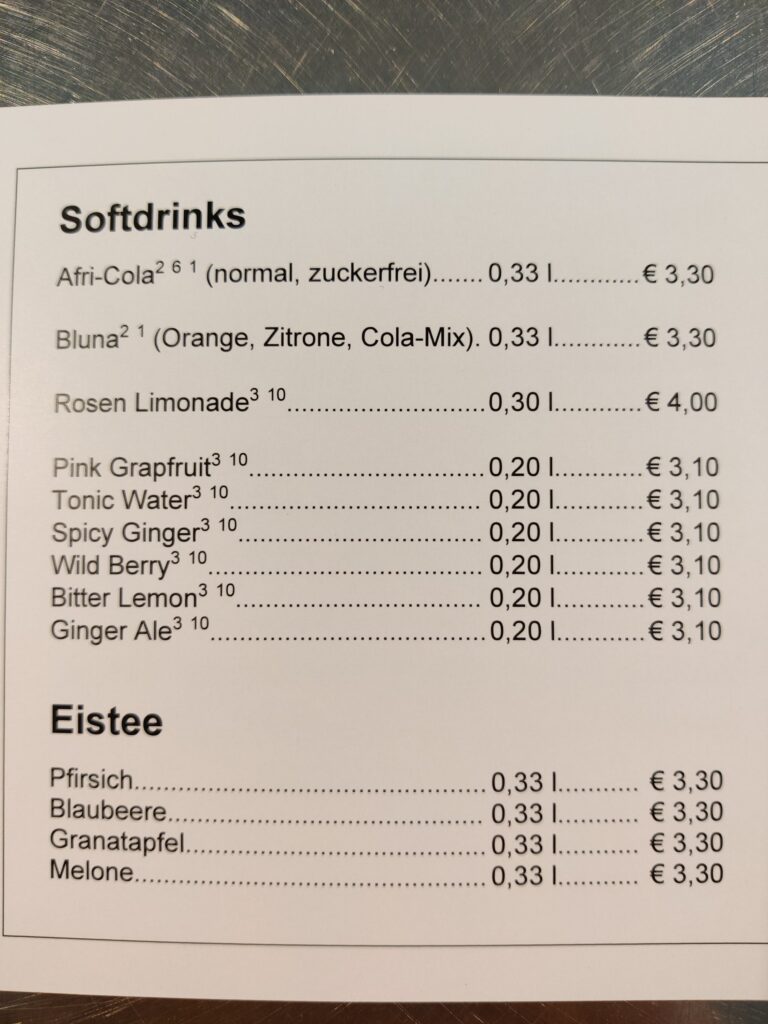 Softdrinks
Afri-Cola² ⁶ ¹ (normal, zuckerfrei)....... 0,33 l............€ 3,30
Bluna² ¹ (Orange, Zitrone, Cola-Mix). 0,33 l............€ 3,30
Rosen Limonade³ ¹⁰.........................0,30 l............€ 4,00
Pink Grapfruit³ ¹⁰..............................0,20 l............€ 3,10
Tonic Water³ ¹⁰................................ 0,20 l............€ 3,10
Spicy Ginger³ ¹⁰............................... 0,20 l............€ 3,10
Wild Berry³ ¹⁰................................... 0,20 l............€ 3,10
Bitter Lemon³ ¹⁰............................... 0,20 l............€ 3,10
Ginger Ale³ ¹⁰...................................0,20 l............€ 3,10
Eistee
Pfirsich............................................. 0,33 l........... € 3,30
Blaubeere......................................... 0,33 l........... € 3,30
Granatapfel....................................... 0,33 l........... € 3,30
Melone............................................. 0,33 l........... € 3,30